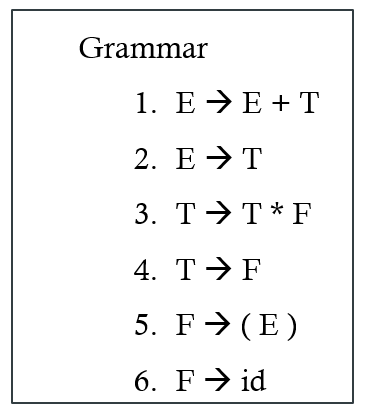 Grammar
1. E → E + T
2. E → T
3. T → T * F
4. T → F
5. F → ( E )
6. F → id